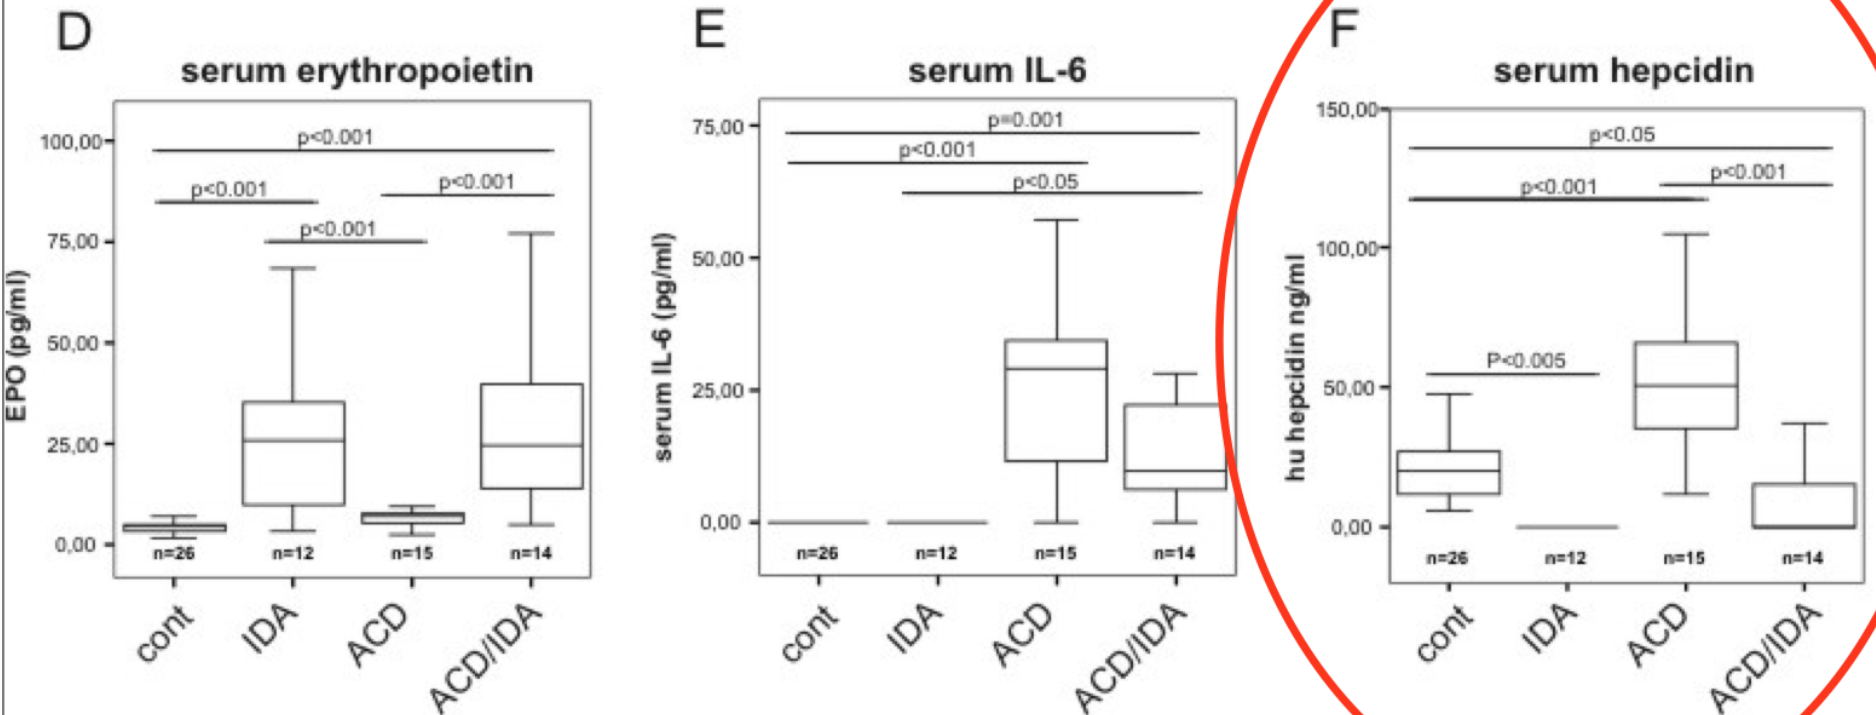 D
serum erythropoietin
EPO (pg/ml)
100,00
75,00
50,00
25,00
0,00
p<0.001
p<0.001
p<0.001
p<0.001
n=26
n=12
n=15
n=14
cont
IDA
ACD
ACD/IDA
E
serum IL-6
serum IL-6 (pg/ml)
75,00
50,00
25,00
0,00
p=0.001
p<0.001
p<0.05
n=26
n=12
n=15
n=14
cont
IDA
ACD
ACD/IDA
F
serum hepcidin
hu hepcidin ng/ml
150,00
100,00
50,00
0,00
p<0.05
p<0.001
p<0.001
P<0.005
n=26
n=12
n=15
n=14
cont
IDA
ACD
ACD/IDA